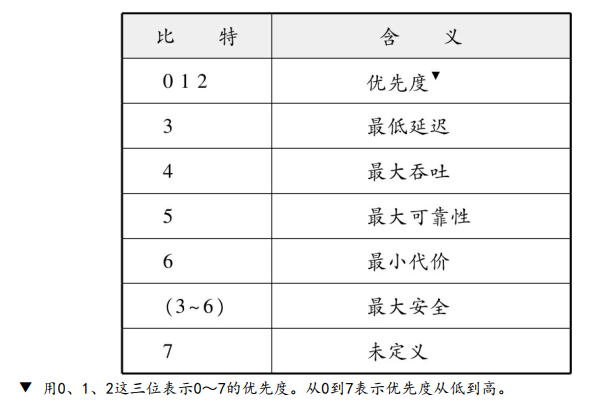 比 特 含 义
0 1 2 优先度▼
3 最低延迟
4 最大吞吐
5 最大可靠性
6 最小代价
(3~6) 最大安全
7 未定义
▼ 用0、1、2这三位表示0～7的优先度。从0到7表示优先度从低到高。